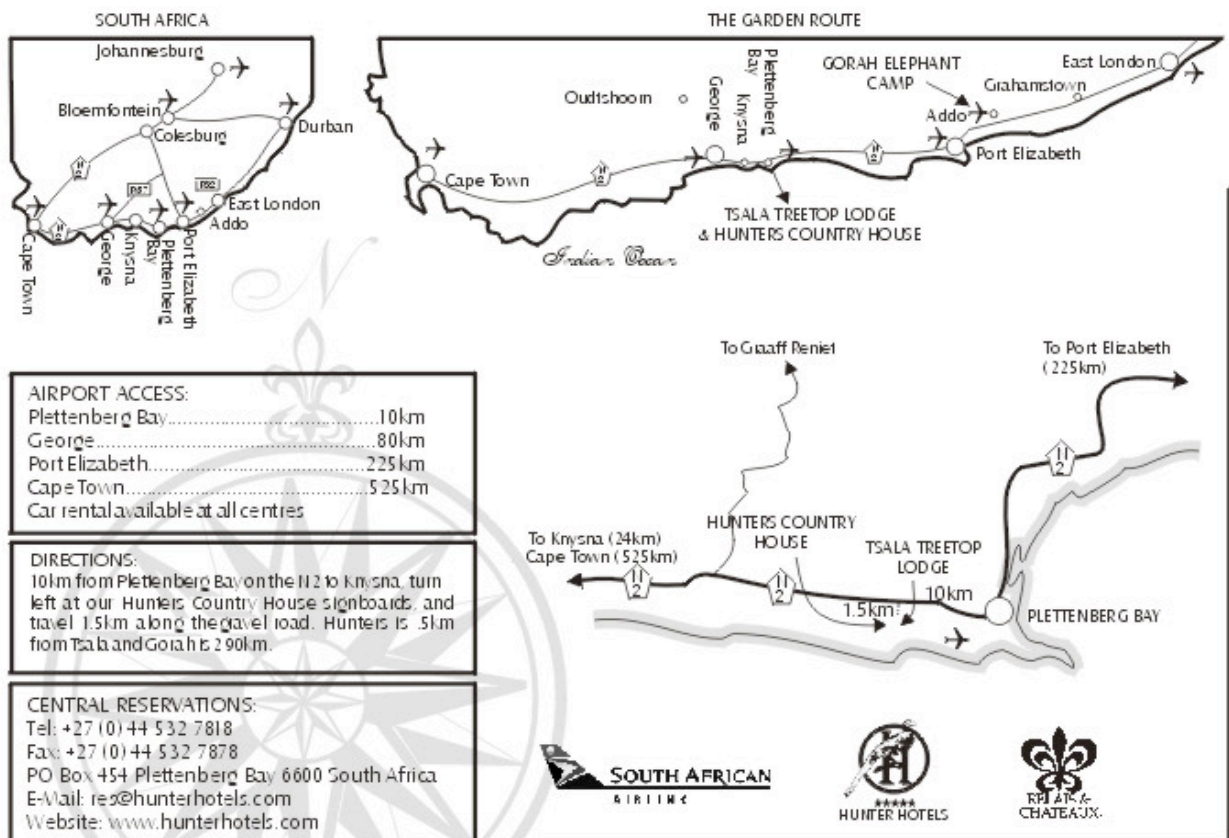 SOUTH AFRICA
Johannesburg
Bloemfontein
Colesburg
Durban
N2
R62
East London
Addo
Cape Town
George
Knysna
Plettenberg Bay
Port Elizabeth
THE GARDEN ROUTE
Oudtshoorn
George
Knysna
Plettenberg Bay
GORAH ELEPHANT
CAMP
Addo
Grahamstown
East London
Port Elizabeth
Cape Town
N2
N2
TSALA TREETOP LODGE
& HUNTERS COUNTRY HOUSE
Indian Ocean
N
AIRPORT ACCESS:
Plettenberg Bay..............................10km
George..............................80km
Port Elizabeth..............................225km
Cape Town..............................525km
Car rental available at all centres
DIRECTIONS:
10km from Plettenberg Bay on the N2 to Knysna, turn
left at our Hunters Country House signboards, and
travel 1.5km along the gravel road. Hunters is .5km
from Tsala and Gorah is 290km.
CENTRAL RESERVATIONS:
Tel: +27 (0) 44 532 7818
Fax: +27 (0) 44 532 7878
PO Box 454 Plettenberg Bay 6600 South Africa
E-Mail: res@hunterhotels.com
Website: www.hunterhotels.com
To Graaff Reniet
To Port Elizabeth
(225km)
N
2
To Knysna (24km)
Cape Town (525km)
N
2
HUNTERS COUNTRY
HOUSE
N
2
TSALA TREETOP
LODGE
1.5km
10km
PLETTENBERG BAY
SOUTH AFRICAN
AIRLINK
H
HUNTER HOTELS
RELAIS &
CHATEAUX